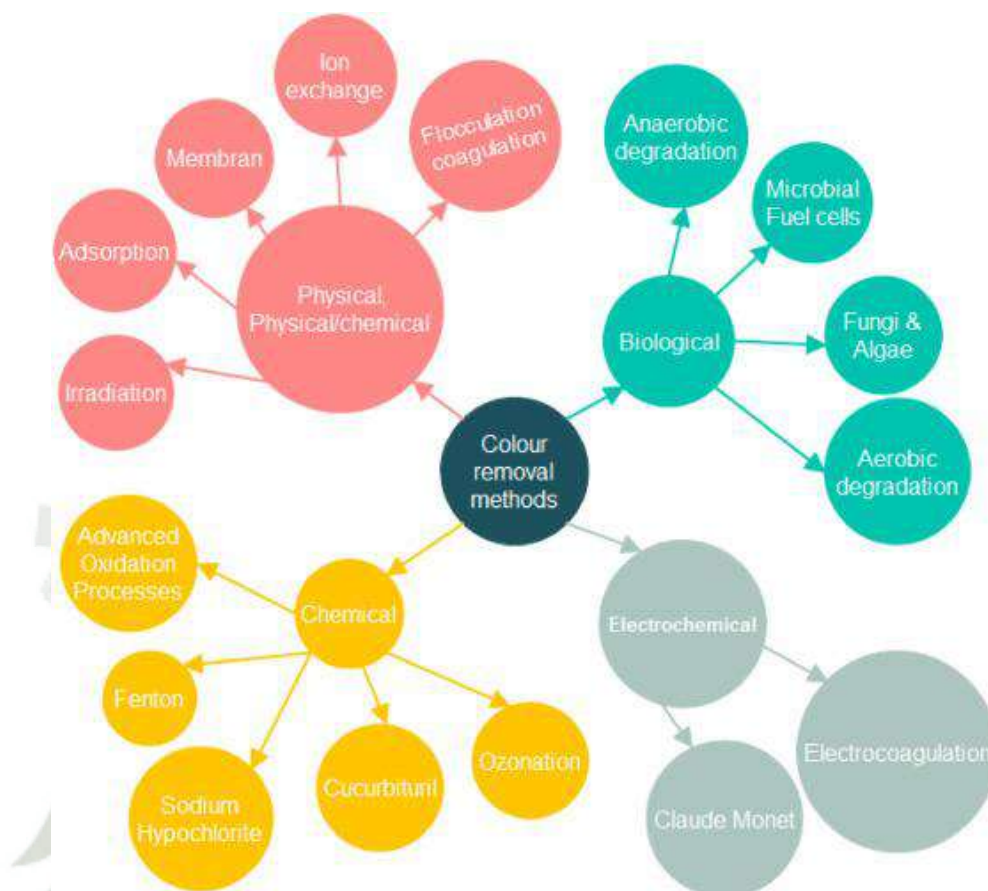 Ion
exchange
Flocculation
coagulation
Membran
Adsorption
Physical,
Physical/chemical
Irradiation
Anaerobic
degradation
Microbial
Fuel cells
Biological
Fungi &
Algae
Aerobic
degradation
Colour
removal
methods
Advanced
Oxidation
Processes
Chemical
Fenton
Sodium
Hypochlorite
Cucurbituril
Ozonation
Electrochemical
Electrocoagulation
Claude Monet